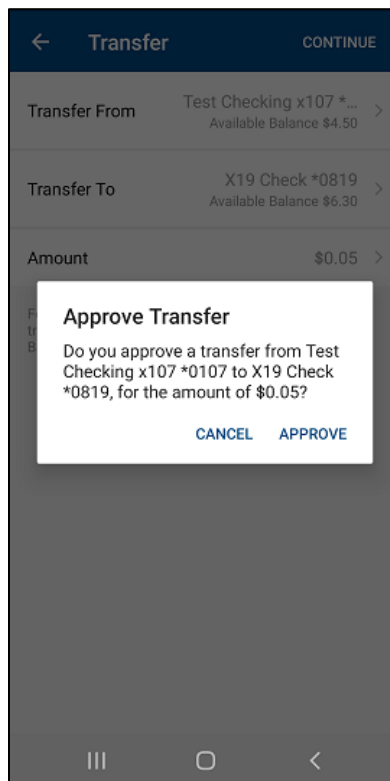 Transfer CONTINUE
Transfer From Test Checking x107 *...
Available Balance $4.50
Transfer To X19 Check *0819
Available Balance $6.30
Amount $0.05
Approve Transfer
Do you approve a transfer from Test
Checking x107 *0107 to X19 Check
*0819, for the amount of $0.05?
CANCEL APPROVE